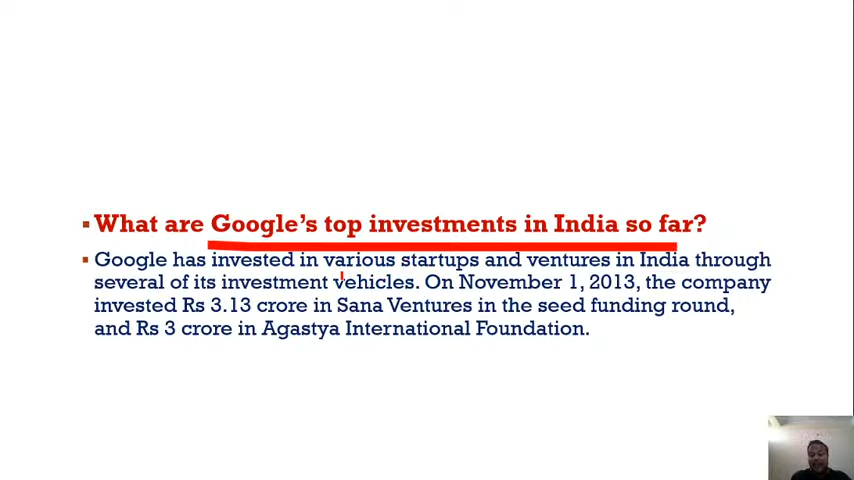 What are Google's top investments in India so far?
Google has invested in various startups and ventures in India through
several of its investment vehicles. On November 1, 2013, the company
invested Rs 3.13 crore in Sana Ventures in the seed funding round,
and Rs 3 crore in Agastya International Foundation.